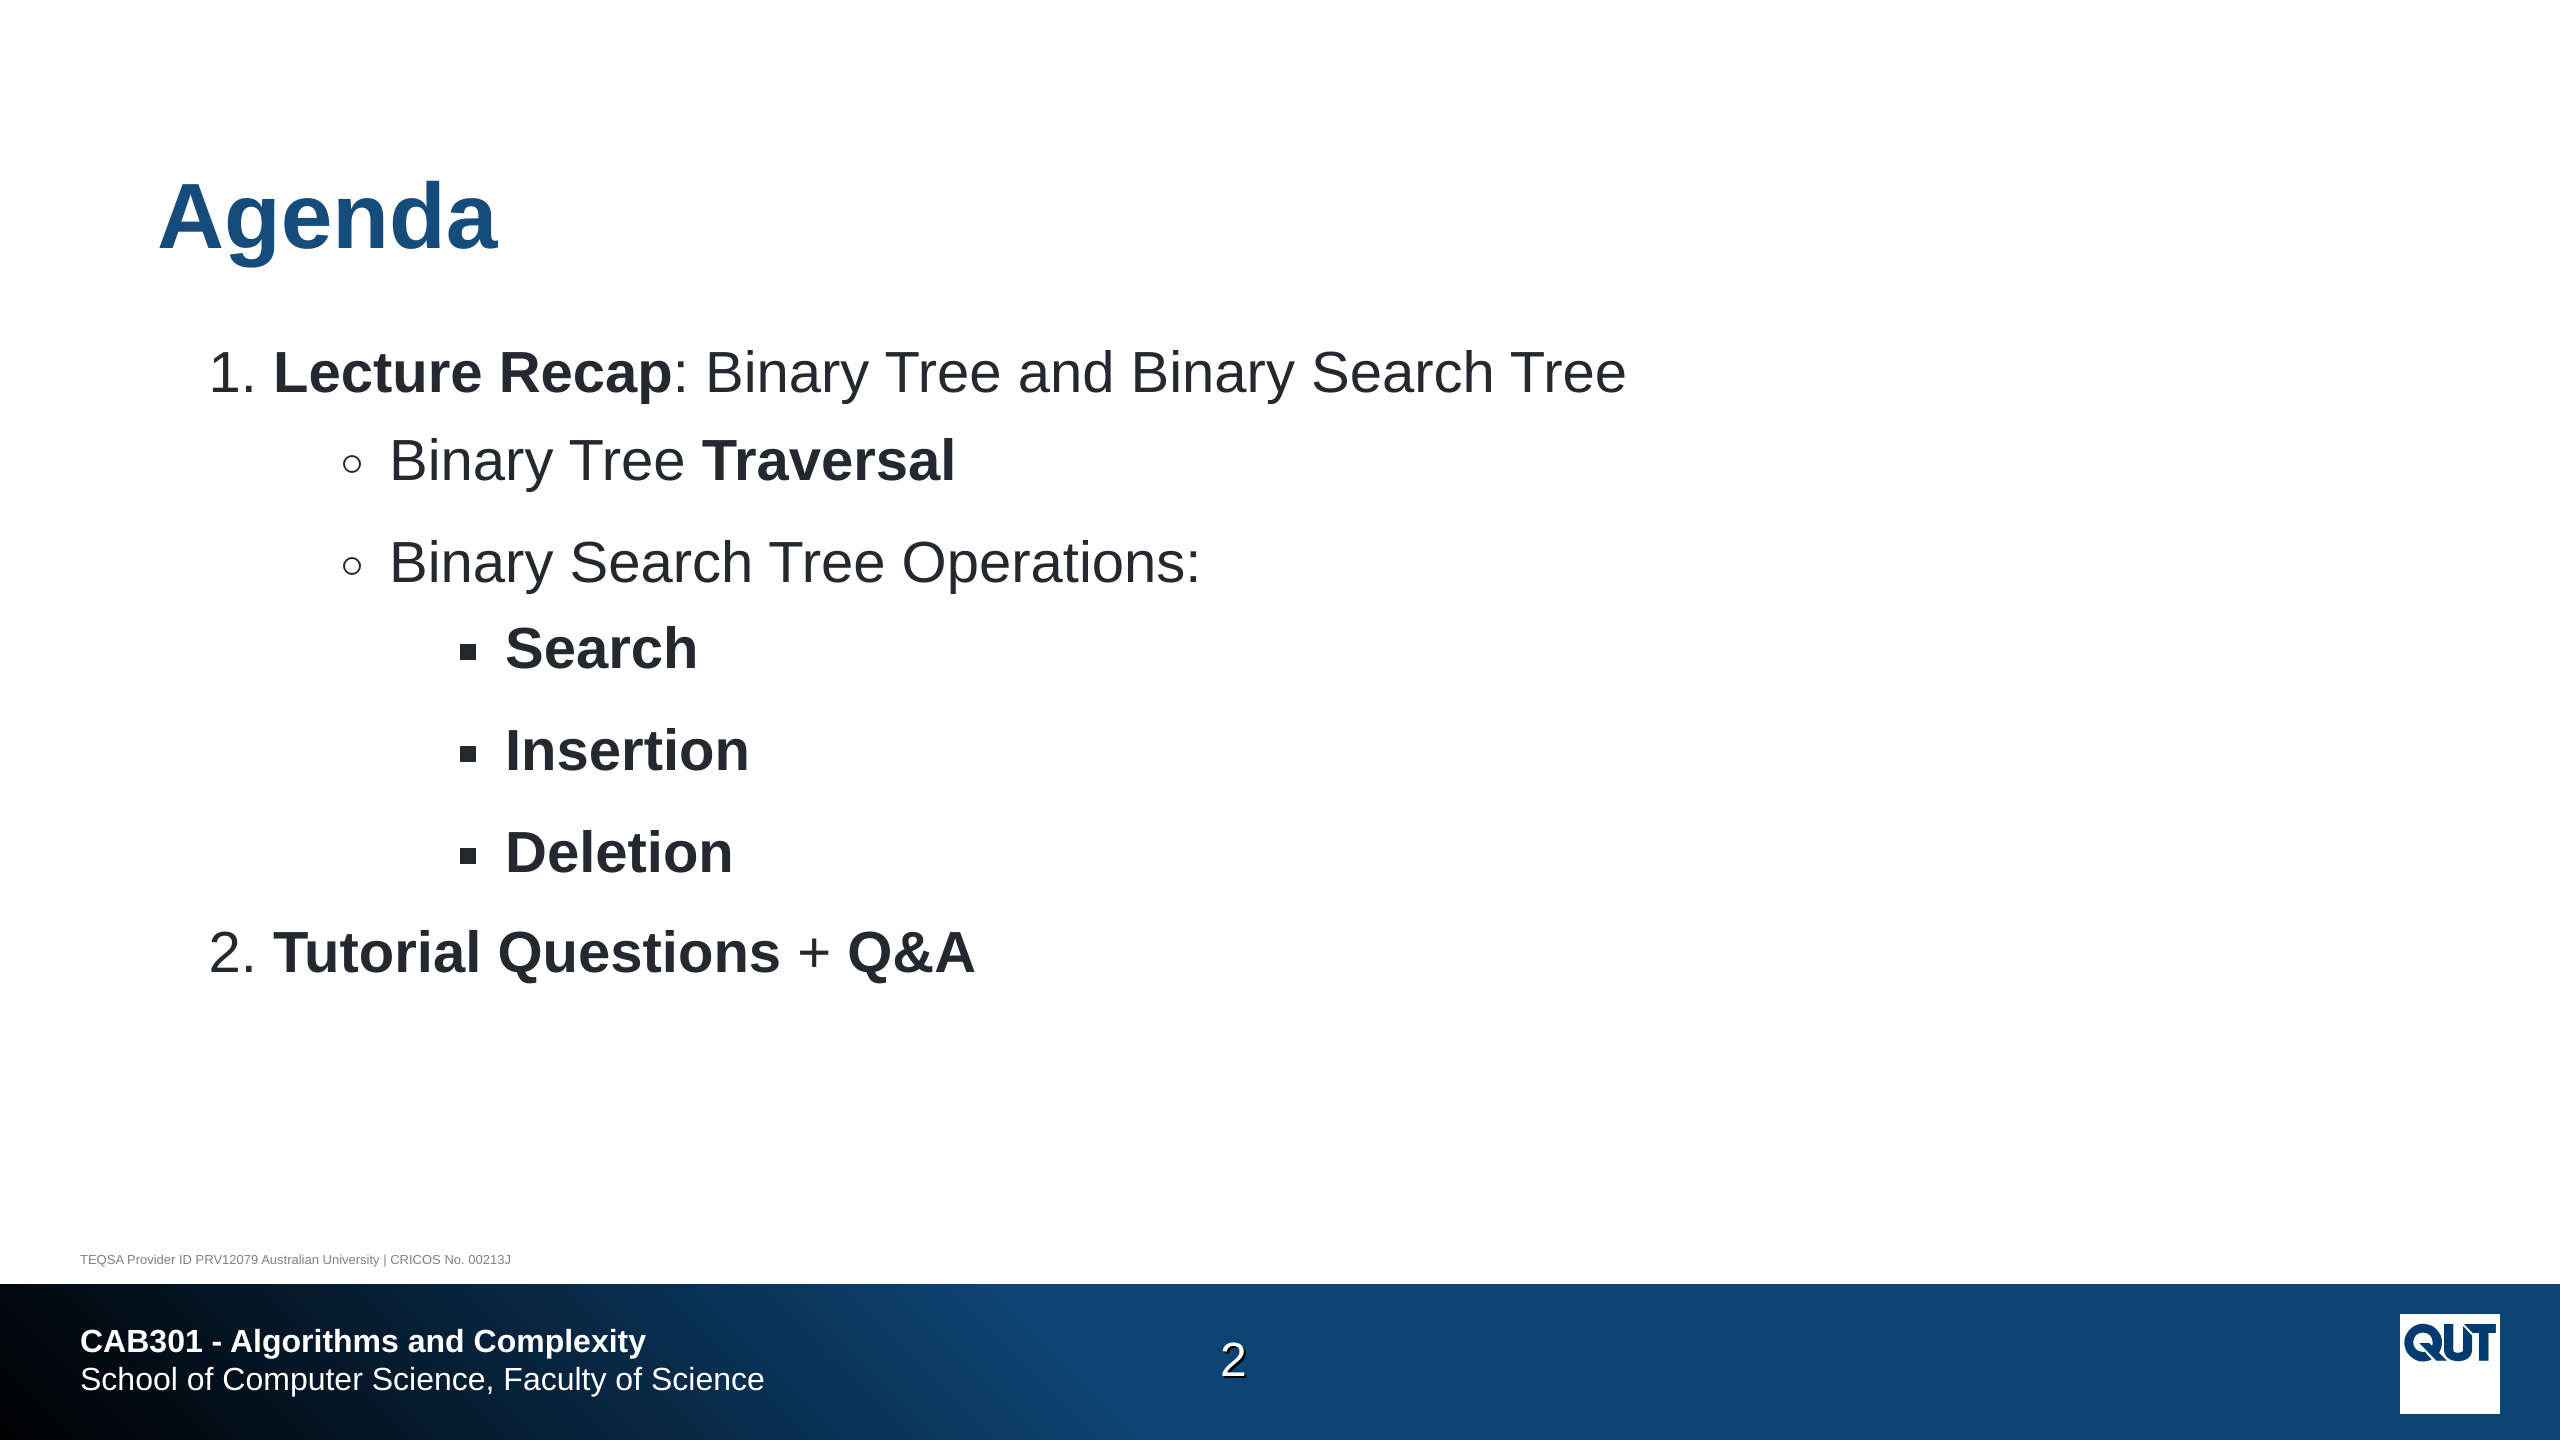 Agenda
1. Lecture Recap: Binary Tree and Binary Search Tree
○ Binary Tree Traversal
○ Binary Search Tree Operations:
▪ Search
▪ Insertion
▪ Deletion
2. Tutorial Questions + Q&A
TEQSA Provider ID PRV12079 Australian University | CRICOS No. 00213J
CAB301 - Algorithms and Complexity
School of Computer Science, Faculty of Science
2
QUT